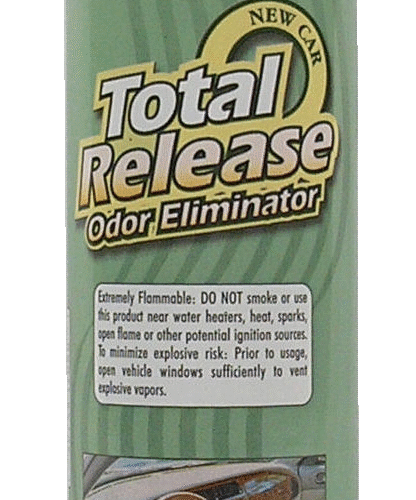 NEW CAR
Total
Release
Odor Eliminator
Extremely Flammable: DO NOT smoke or use
this product near water heaters, heat, sparks,
open flame or other potential ignition sources.
To minimize explosive risk: Prior to usage,
open vehicle windows sufficiently to vent
explosive vapors.